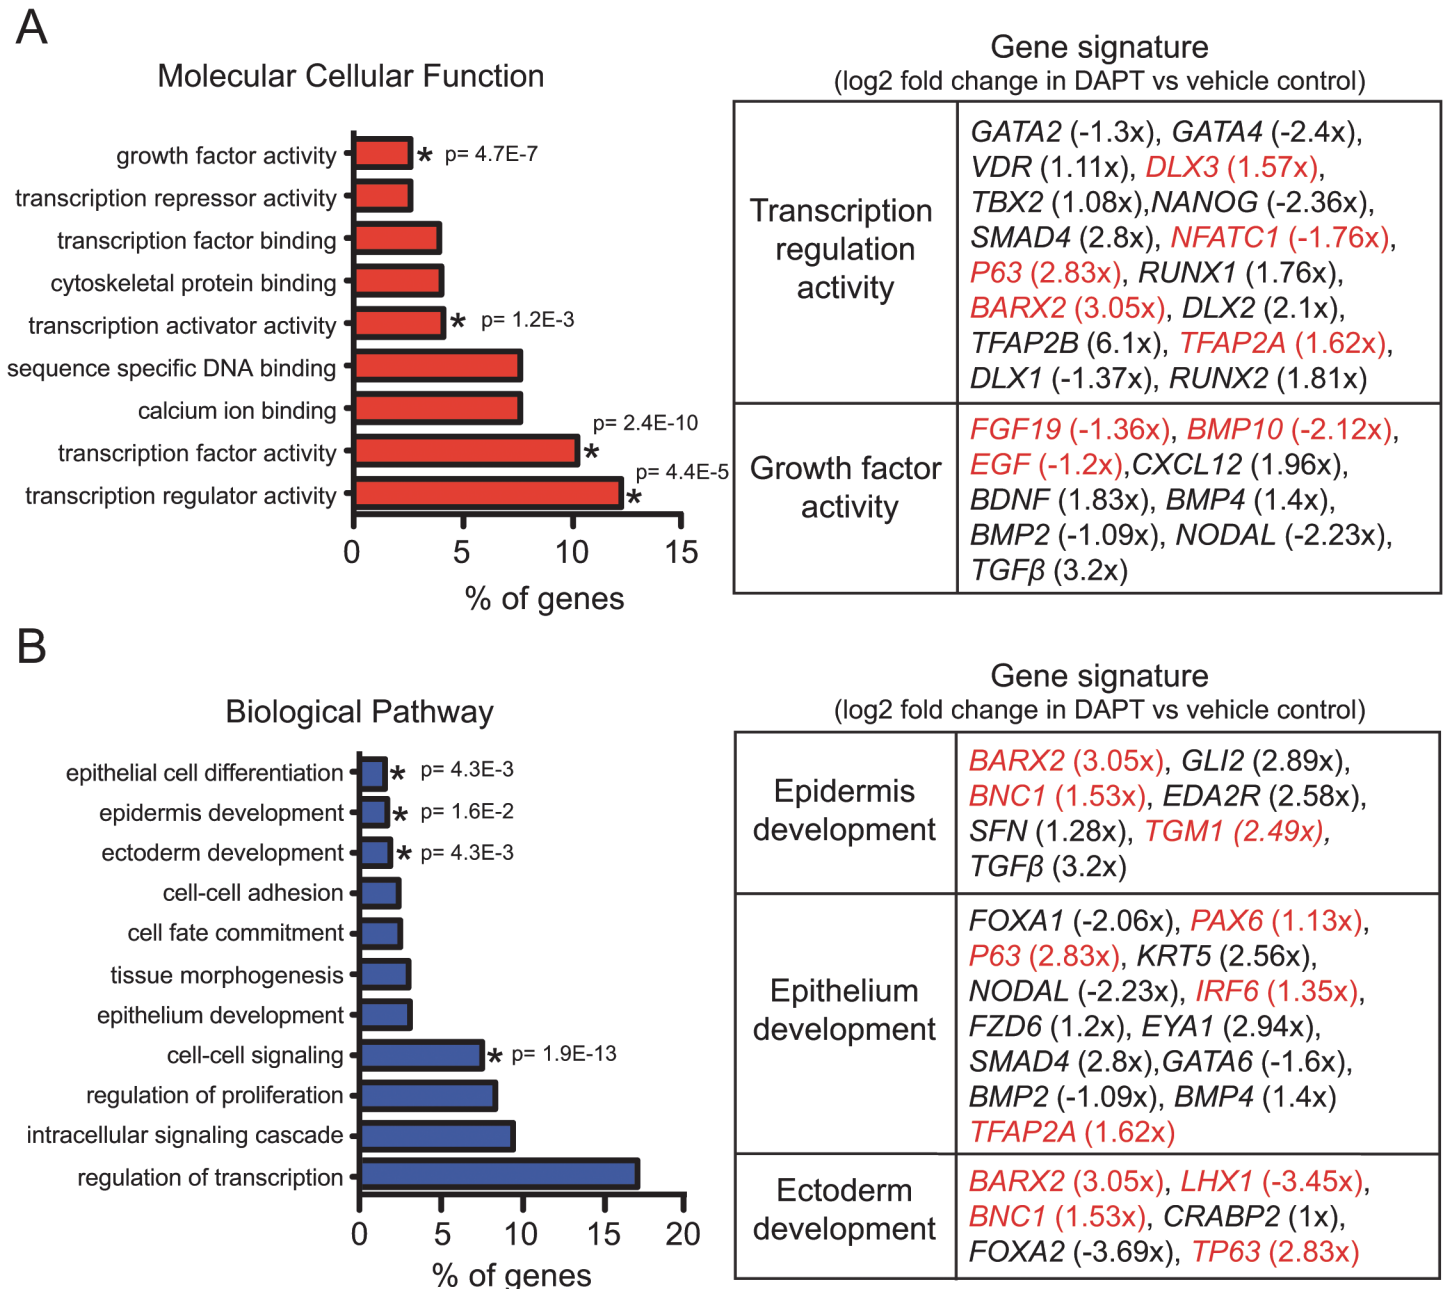 A
Molecular Cellular Function
growth factor activity * p= 4.7E-7
transcription repressor activity
transcription factor binding
cytoskeletal protein binding
transcription activator activity * p= 1.2E-3
sequence specific DNA binding
calcium ion binding
transcription factor activity * p= 2.4E-10
transcription regulator activity * p= 4.4E-5
0 5 10 15
% of genes
Gene signature
(log2 fold change in DAPT vs vehicle control)
Transcription
regulation
activity
GATA2 (-1.3x), GATA4 (-2.4x),
VDR (1.11x), DLX3 (1.57x),
TBX2 (1.08x),NANOG (-2.36x),
SMAD4 (2.8x), NFATC1 (-1.76x),
P63 (2.83x), RUNX1 (1.76x),
BARX2 (3.05x), DLX2 (2.1x),
TFAP2B (6.1x), TFAP2A (1.62x),
DLX1 (-1.37x), RUNX2 (1.81x)
Growth factor
activity
FGF19 (-1.36x), BMP10 (-2.12x),
EGF (-1.2x),CXCL12 (1.96x),
BDNF (1.83x), BMP4 (1.4x),
BMP2 (-1.09x), NODAL (-2.23x),
TGFβ (3.2x)
B
Biological Pathway
epithelial cell differentiation * p= 4.3E-3
epidermis development * p= 1.6E-2
ectoderm development * p= 4.3E-3
cell-cell adhesion
cell fate commitment
tissue morphogenesis
epithelium development
cell-cell signaling * p= 1.9E-13
regulation of proliferation
intracellular signaling cascade
regulation of transcription
0 5 10 15 20
% of genes
Gene signature
(log2 fold change in DAPT vs vehicle control)
Epidermis
development
BARX2 (3.05x), GLI2 (2.89x),
BNC1 (1.53x), EDA2R (2.58x),
SFN (1.28x), TGM1 (2.49x),
TGFβ (3.2x)
Epithelium
development
FOXA1 (-2.06x), PAX6 (1.13x),
P63 (2.83x), KRT5 (2.56x),
NODAL (-2.23x), IRF6 (1.35x),
FZD6 (1.2x), EYA1 (2.94x),
SMAD4 (2.8x),GATA6 (-1.6x),
BMP2 (-1.09x), BMP4 (1.4x)
TFAP2A (1.62x)
Ectoderm
development
BARX2 (3.05x), LHX1 (-3.45x),
BNC1 (1.53x), CRABP2 (1x),
FOXA2 (-3.69x), TP63 (2.83x)